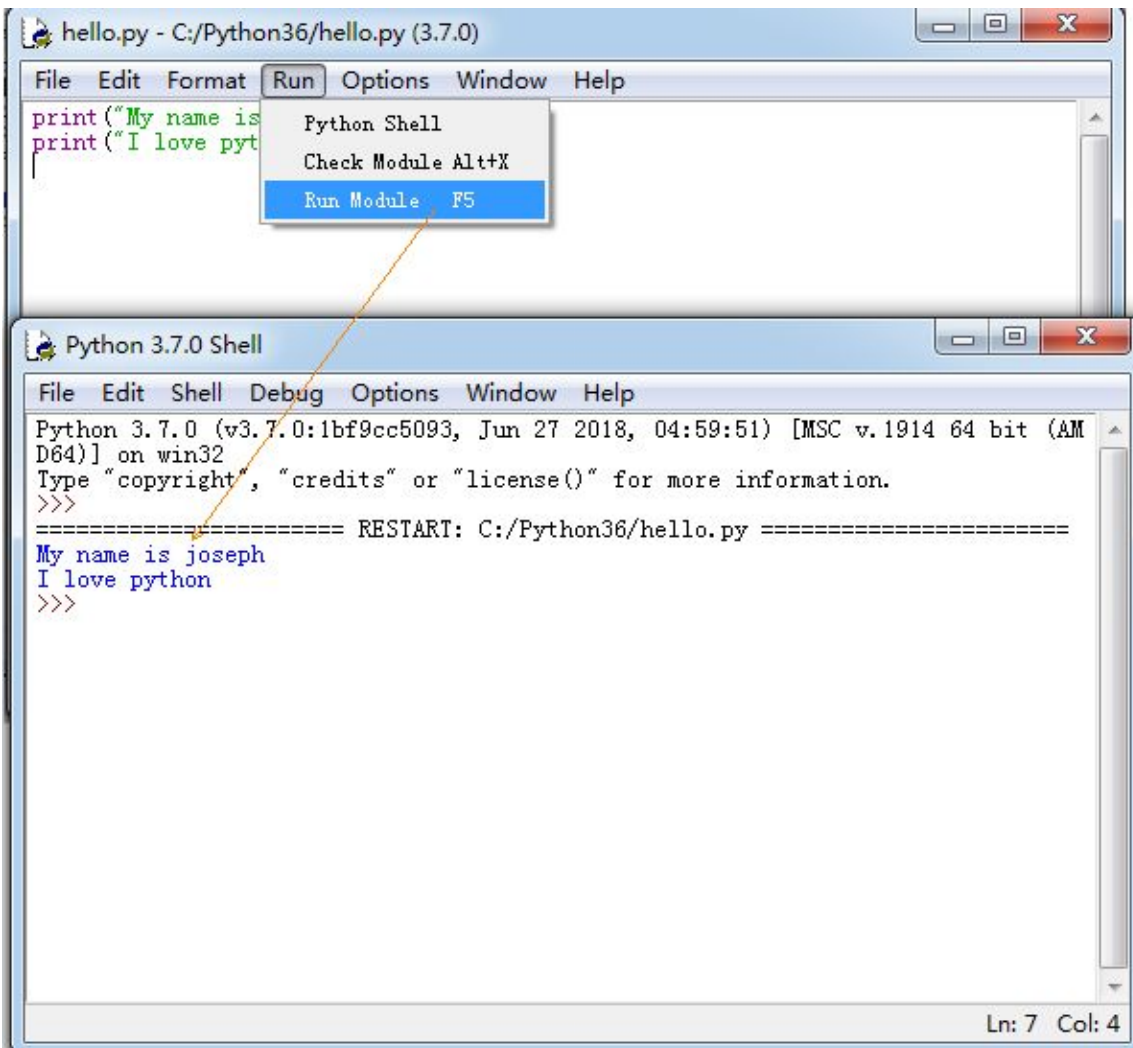 hello.py - C:/Python36/hello.py (3.7.0)
File Edit Format Run Options Window Help
print("My name is
print("I love pyt
Python Shell
Check Module Alt+X
Run Module F5
Python 3.7.0 Shell
File Edit Shell Debug Options Window Help
Python 3.7.0 (v3.7.0:1bf9cc5093, Jun 27 2018, 04:59:51) [MSC v.1914 64 bit (AM
D64)] on win32
Type "copyright", "credits" or "license()" for more information.
>>>
======================= RESTART: C:/Python36/hello.py =======================
My name is joseph
I love python
>>>
Ln: 7 Col: 4